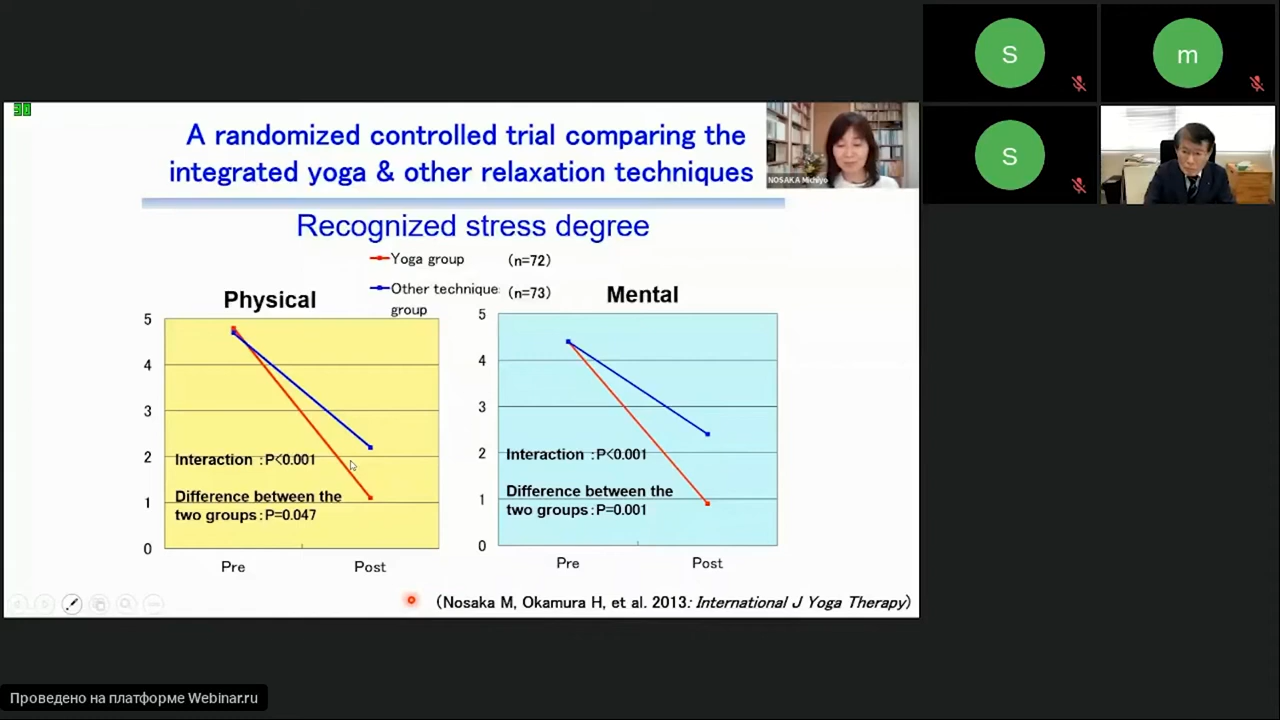 30
A randomized controlled trial comparing the
integrated yoga & other relaxation techniques
NOSAKA Michiyo
Recognized stress degree
Yoga group (n=72)
Other technique (n=73)
group
Physical
5
4
3
2
1
0
Interaction :P<0.001
Difference between the
two groups:P=0.047
Pre Post
Mental
5
4
3
2
1
0
Interaction :P<0.001
Difference between the
two groups:P=0.001
Pre Post
(Nosaka M, Okamura H, et al. 2013: International J Yoga Therapy)
S
m
S
Проведено на платформе Webinar.ru